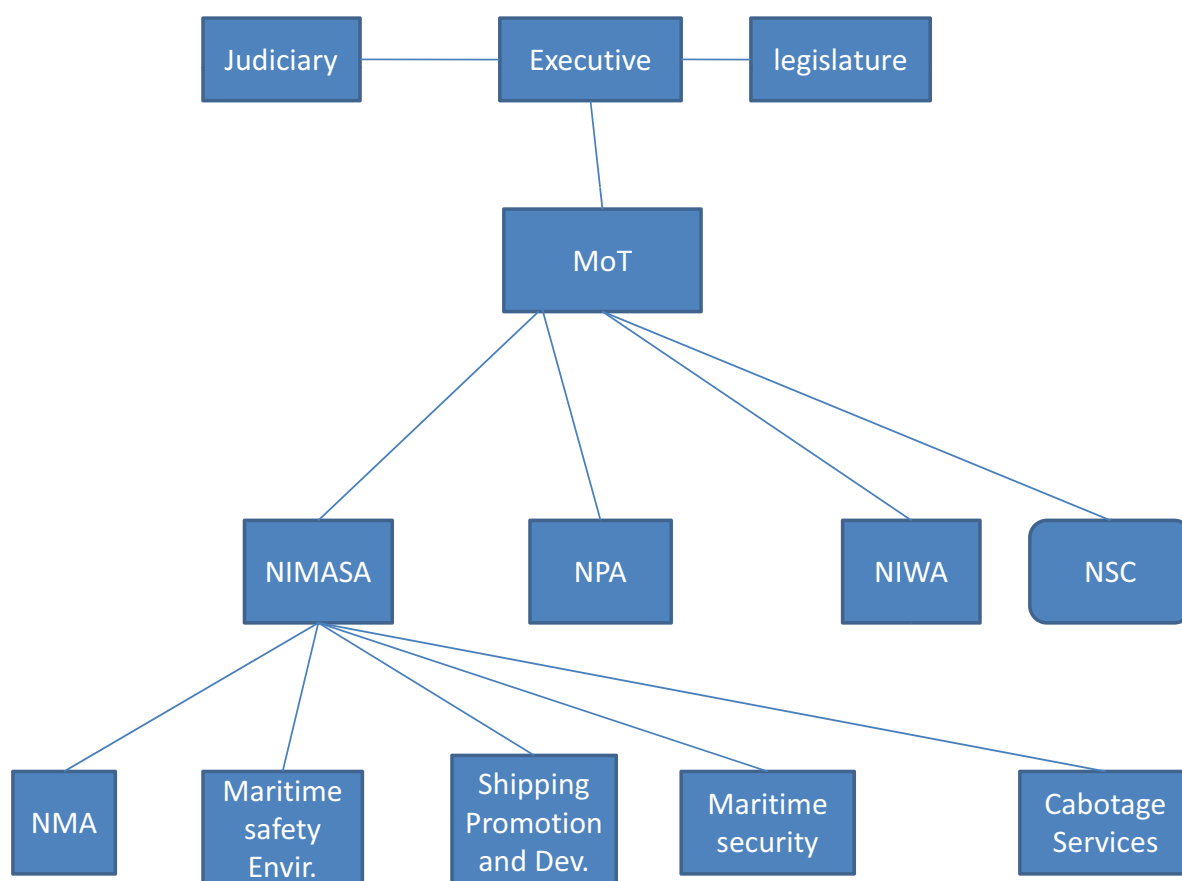 Judiciary
Executive
legislature
MoT
NIMASA
NPA
NIWA
NSC
NMA
Maritime
safety
Envir.
Shipping
Promotion
and Dev.
Maritime
security
Cabotage
Services